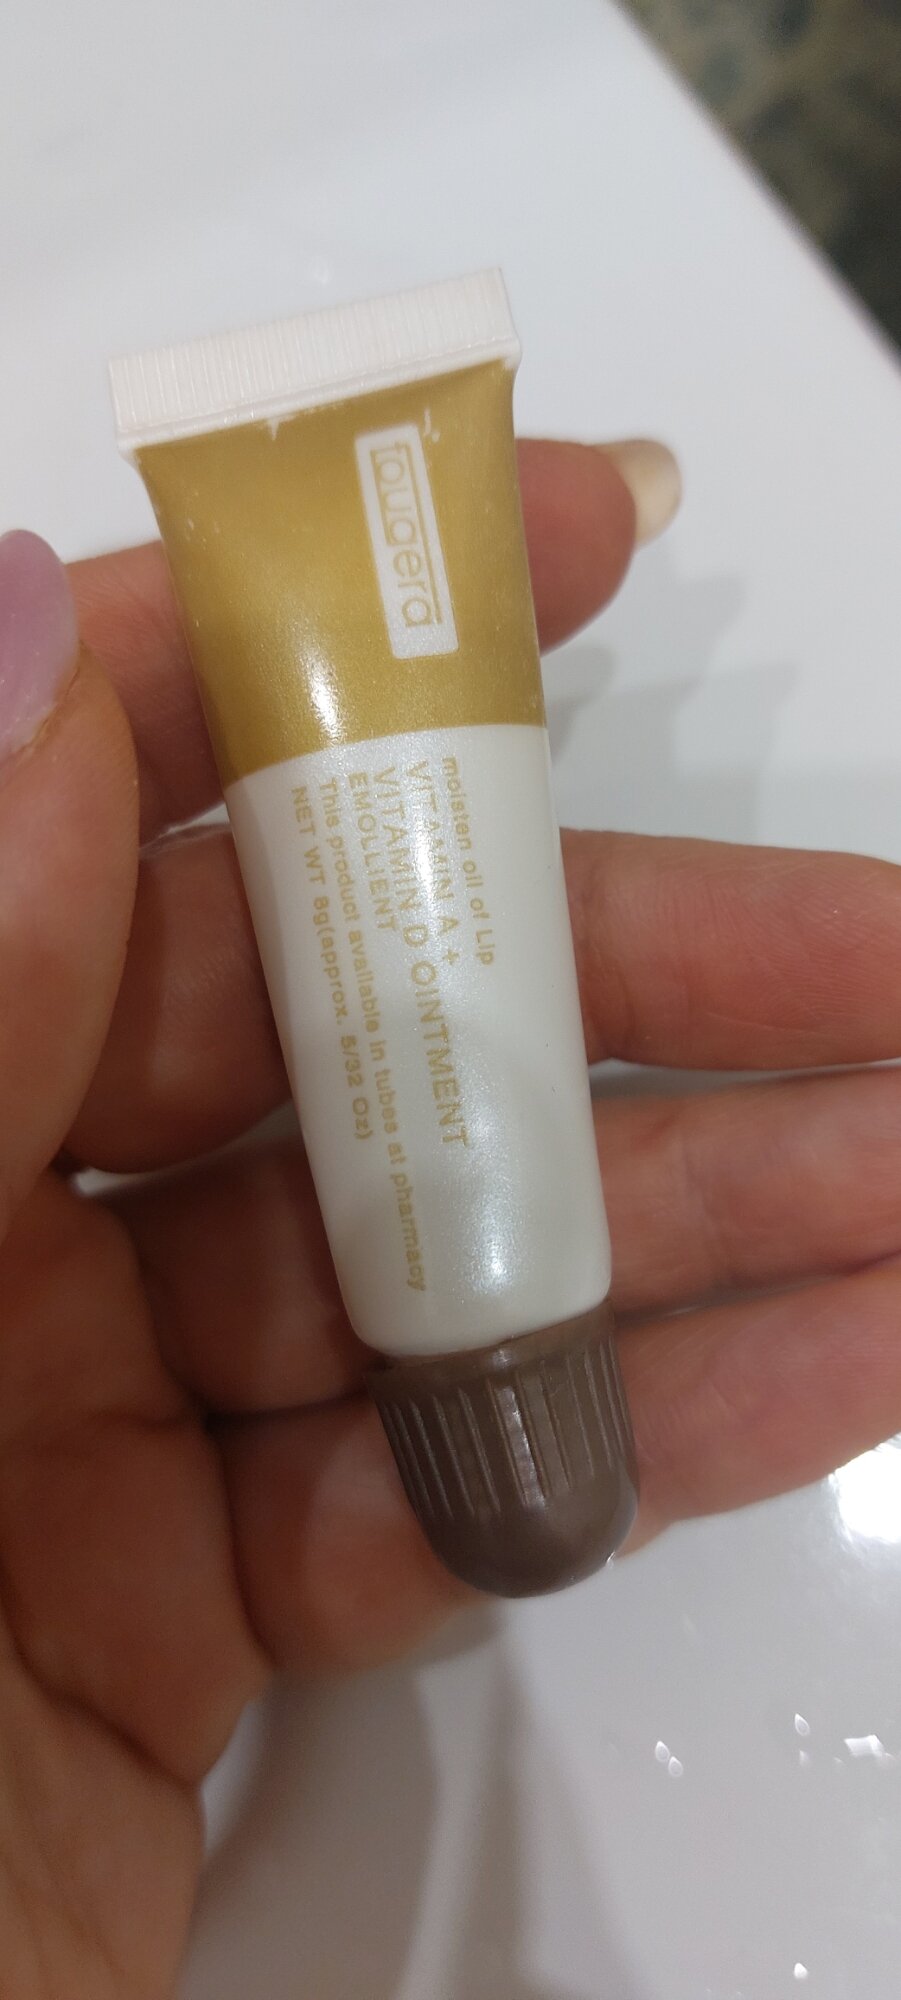 fougera
moisten oil of Lip
VITAMIN A +
VITAMIN D OINTMENT
EMOLLIENT
This product available in tubes at pharmacy
NET WT 8g(approx. 5/32 Oz)